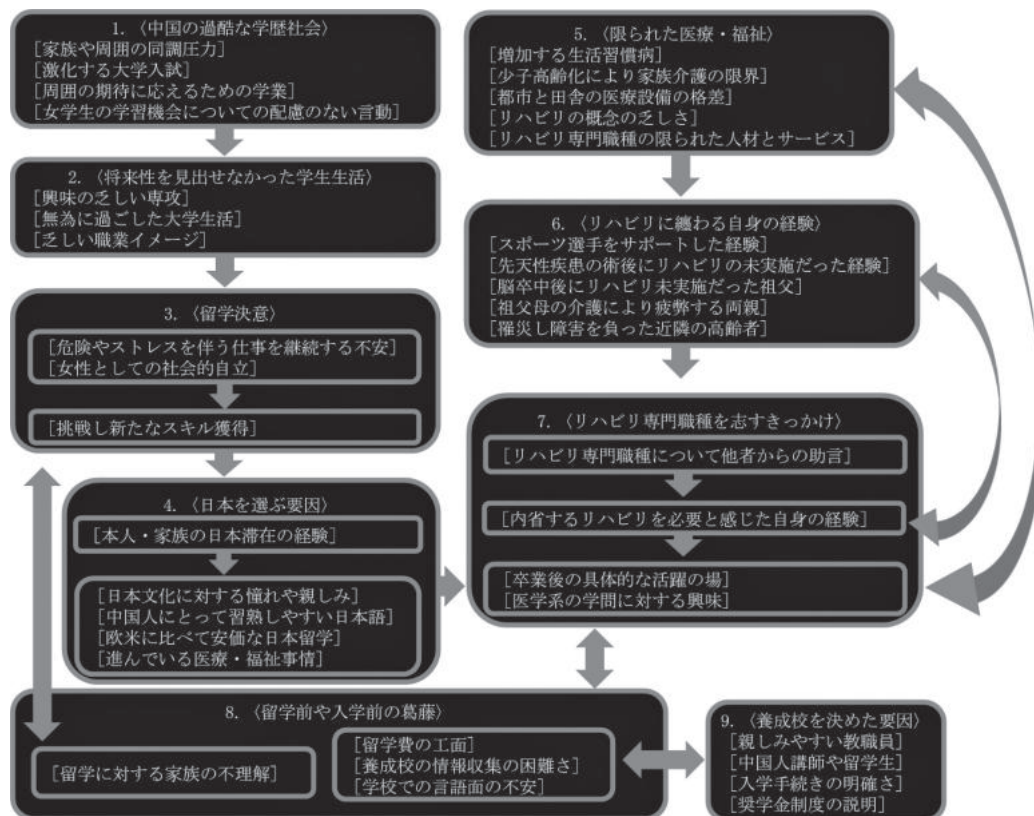 1.〈中国の過酷な学歴社会〉
[家族や周囲の同調圧力]
[激化する大学入試]
[周囲の期待に応えるための学業]
[女学生の学習機会についての配慮のない言動]
2.〈将来性を見出せなかった学生生活〉
[興味の乏しい専攻]
[無為に過ごした大学生活]
[乏しい職業イメージ]
3.〈留学決意〉
[危険やストレスを伴う仕事を継続する不安]
[女性としての社会的自立]
[挑戦し新たなスキル獲得]
4.〈日本を選ぶ要因〉
[本人・家族の日本滞在の経験]
[日本文化に対する憧れや親しみ]
[中国人にとって習熟しやすい日本語]
[欧米に比べて安価な日本留学]
[進んでいる医療・福祉事情]
5.〈限られた医療・福祉〉
[増加する生活習慣病]
[少子高齢化により家族介護の限界]
[都市と田舎の医療設備の格差]
[リハビリの概念の乏しさ]
[リハビリ専門職種の限られた人材とサービス]
6.〈リハビリに纏わる自身の経験〉
[スポーツ選手をサポートした経験]
[先天性疾患の術後にリハビリの未実施だった経験]
[脳卒中後にリハビリ未実施だった祖父]
[祖父母の介護により疲弊する両親]
[罹災し障害を負った近隣の高齢者]
7.〈リハビリ専門職種を志すきっかけ〉
[リハビリ専門職種について他者からの助言]
[内省するリハビリを必要と感じた自身の経験]
[卒業後の具体的な活躍の場]
[医学系の学問に対する興味]
8.〈留学前や入学前の葛藤〉
[留学に対する家族の不理解]
[留学費の工面]
[養成校の情報収集の困難さ]
[学校での言語面の不安]
9.〈養成校を決めた要因〉
[親しみやすい教職員]
[中国人講師や留学生]
[入学手続きの明確さ]
[奨学金制度の説明]